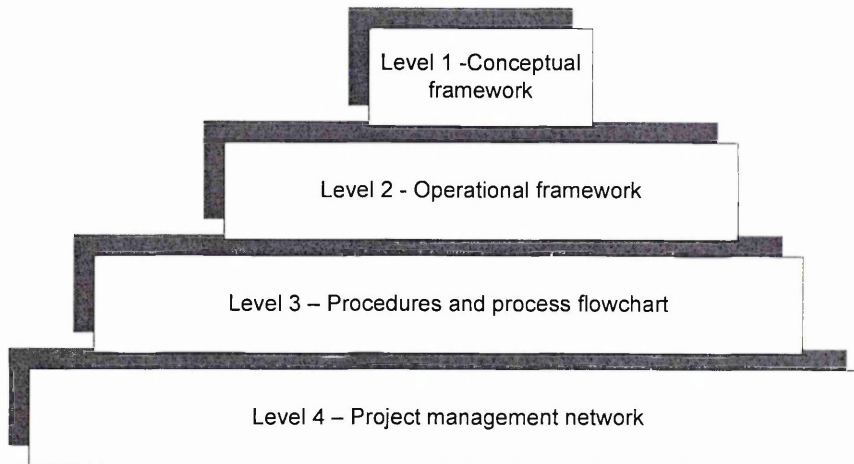 Level 1 -Conceptual
framework
Level 2 - Operational framework
Level 3 – Procedures and process flowchart
Level 4 – Project management network